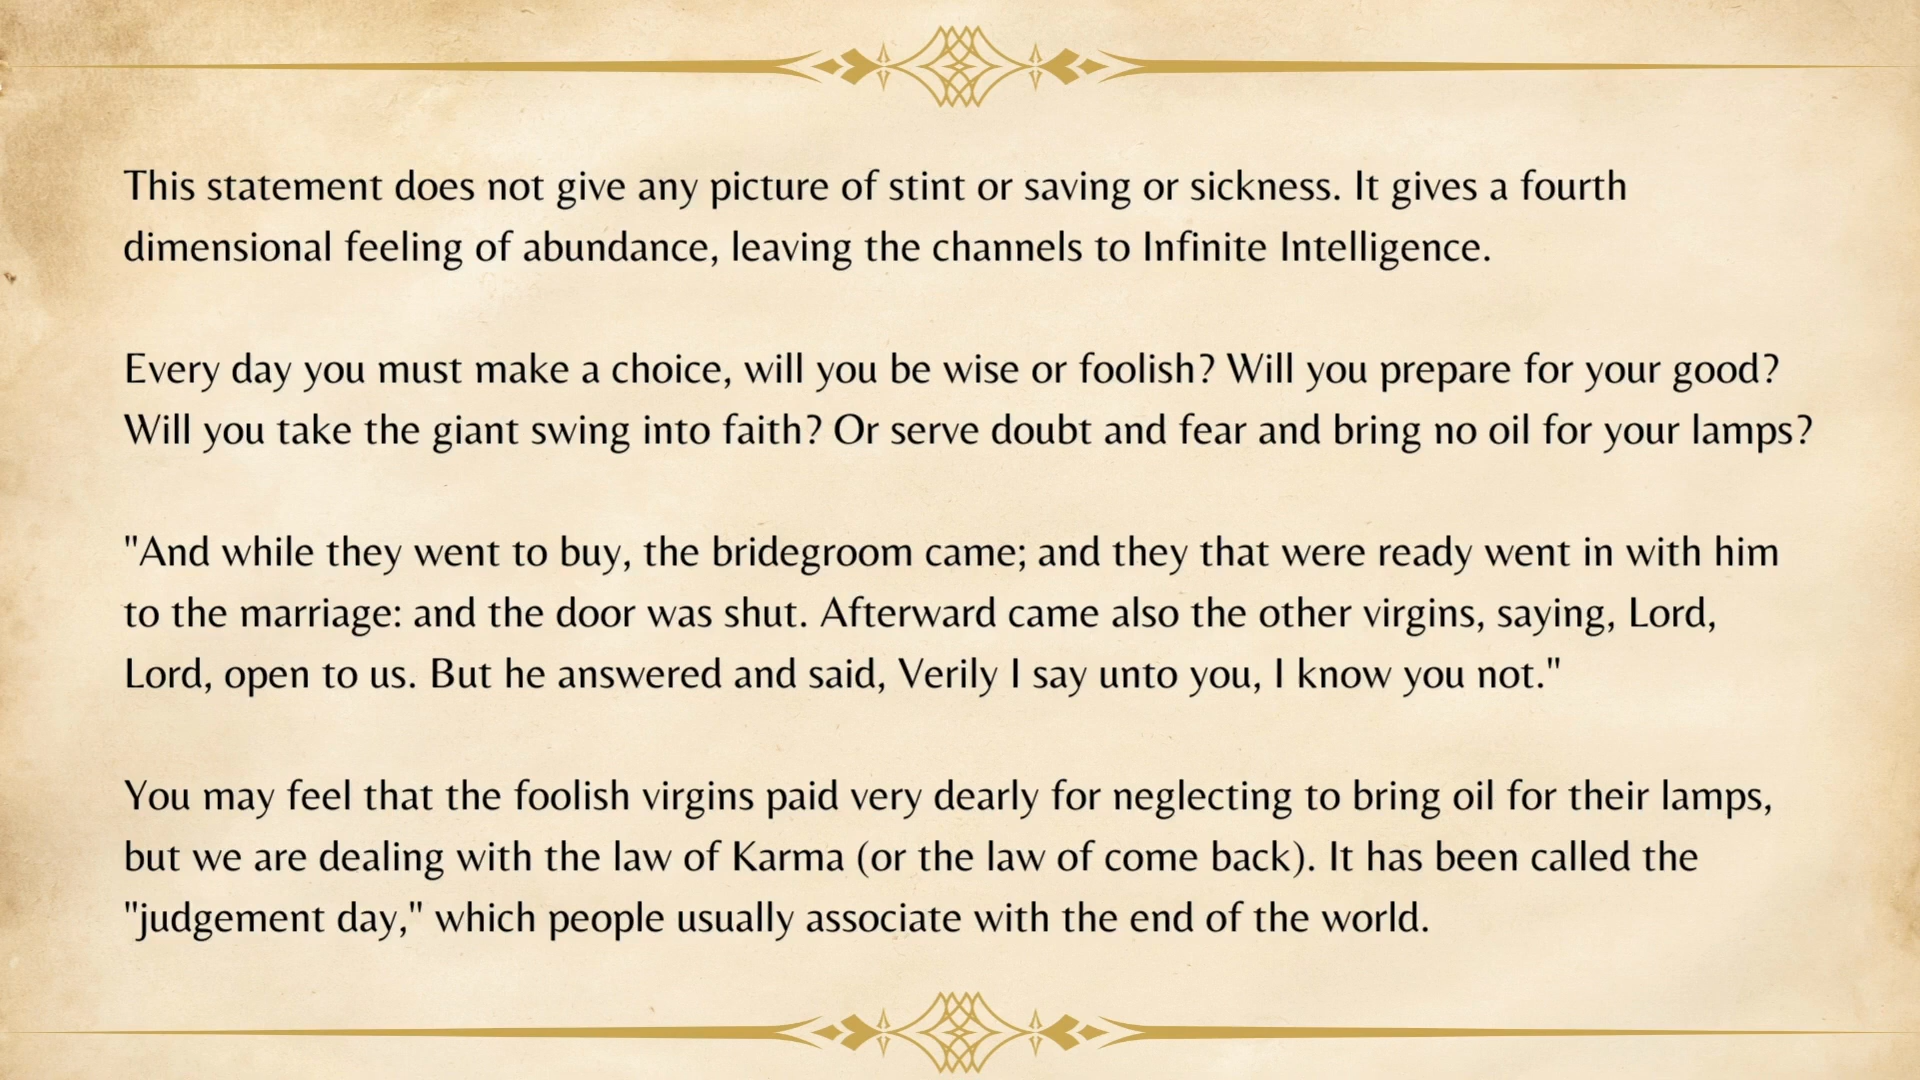 This statement does not give any picture of stint or saving or sickness. It gives a fourth
dimensional feeling of abundance, leaving the channels to Infinite Intelligence.
Every day you must make a choice, will you be wise or foolish? Will you prepare for your good?
Will you take the giant swing into faith? Or serve doubt and fear and bring no oil for your lamps?
"And while they went to buy, the bridegroom came; and they that were ready went in with him
to the marriage: and the door was shut. Afterward came also the other virgins, saying, Lord,
Lord, open to us. But he answered and said, Verily I say unto you, I know you not."
You may feel that the foolish virgins paid very dearly for neglecting to bring oil for their lamps,
but we are dealing with the law of Karma (or the law of come back). It has been called the
"judgement day," which people usually associate with the end of the world.